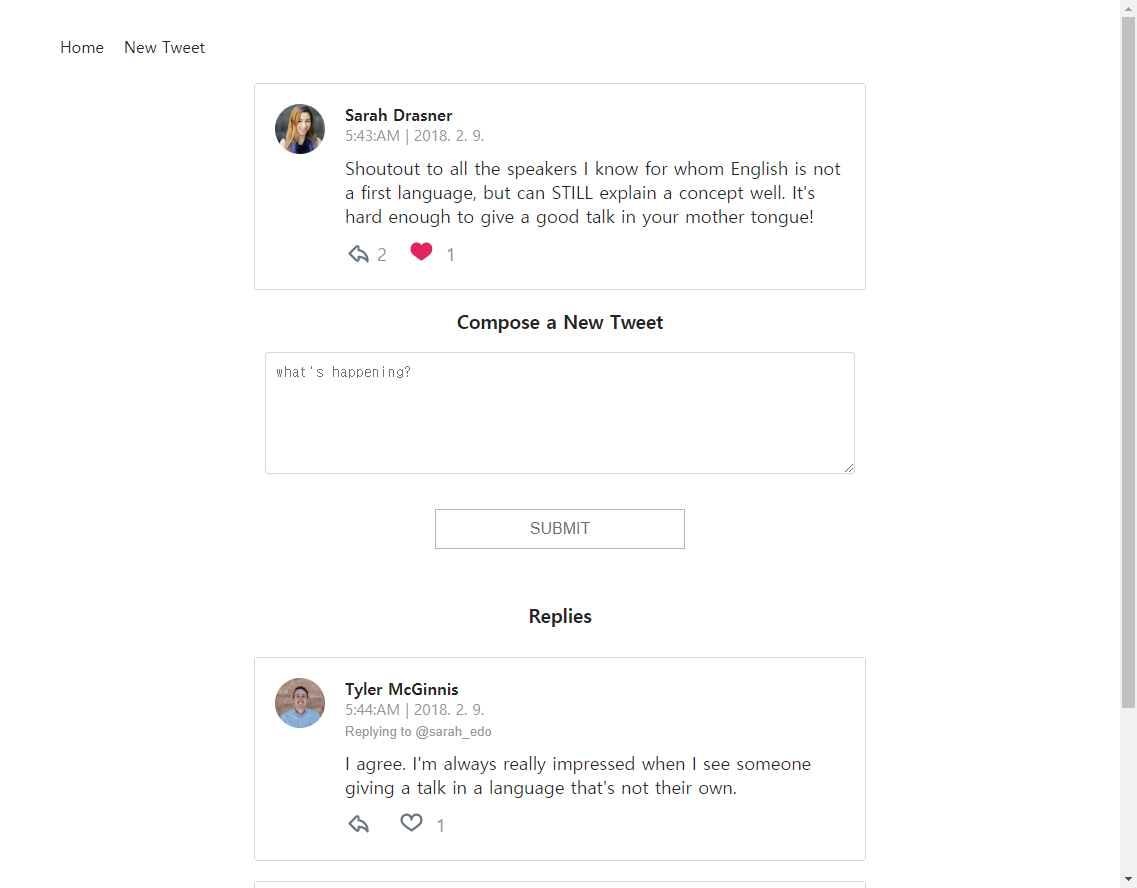 Home New Tweet
Sarah Drasner
5:43:AM | 2018. 2. 9.
Shoutout to all the speakers I know for whom English is not
a first language, but can STILL explain a concept well. It's
hard enough to give a good talk in your mother tongue!
2 1
Compose a New Tweet
what's happening?
SUBMIT
Replies
Tyler McGinnis
5:44:AM | 2018. 2. 9.
Replying to @sarah_edo
I agree. I'm always really impressed when I see someone
giving a talk in a language that's not their own.
1